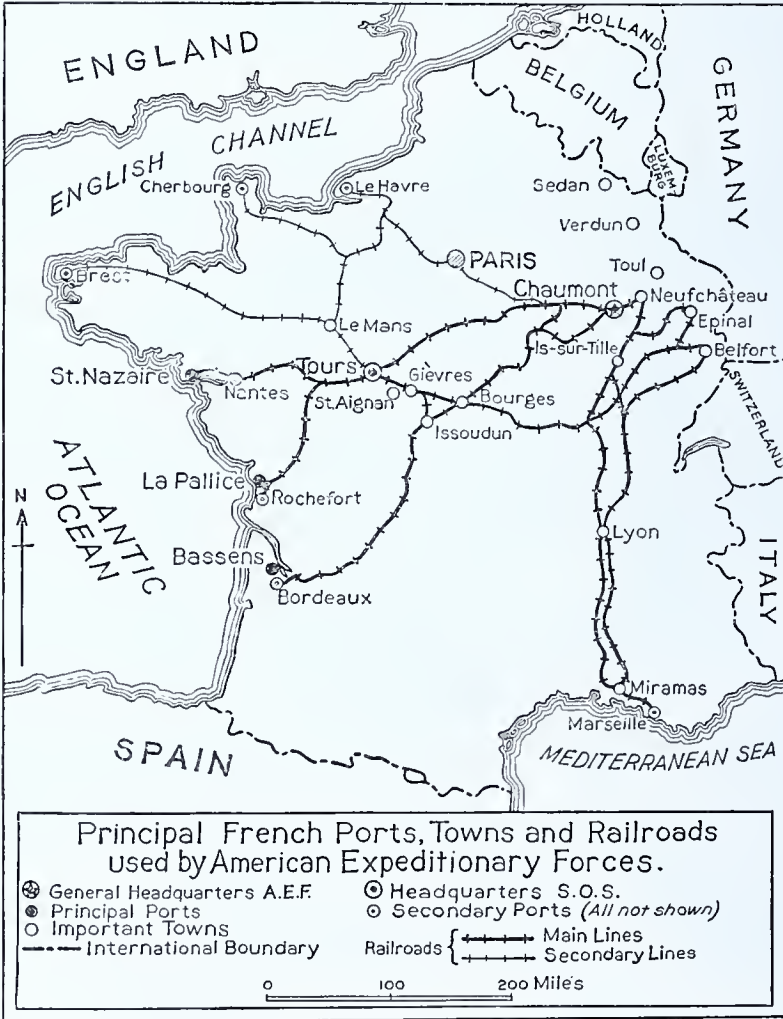 ENGLAND
HOLLAND
BELGIUM
GERMANY
ENGLISH CHANNEL
LUXEM
BURG
Cherbourg
Le Havre
Sedan
Verdun
PARIS
Toul
Brest
Chaumont
Neufchâteau
Epinal
Le Mans
Is-sur-Tille
Belfort
St. Nazaire
Tours
Gièvres
Nantes
St. Aignan
Bourges
SWITZERLAND
Issoudun
ATLANTIC
OCEAN
La Pallice
Rochefort
N
Lyon
ITALY
Bassens
Bordeaux
Miramas
Marseille
SPAIN
MEDITERRANEAN SEA
Principal French Ports, Towns and Railroads
used by American Expeditionary Forces.
General Headquarters A.E.F.
Headquarters S.O.S.
Principal Ports
Secondary Ports (All not shown)
Important Towns
International Boundary
Railroads
Main Lines
Secondary Lines
0 100 200 Miles